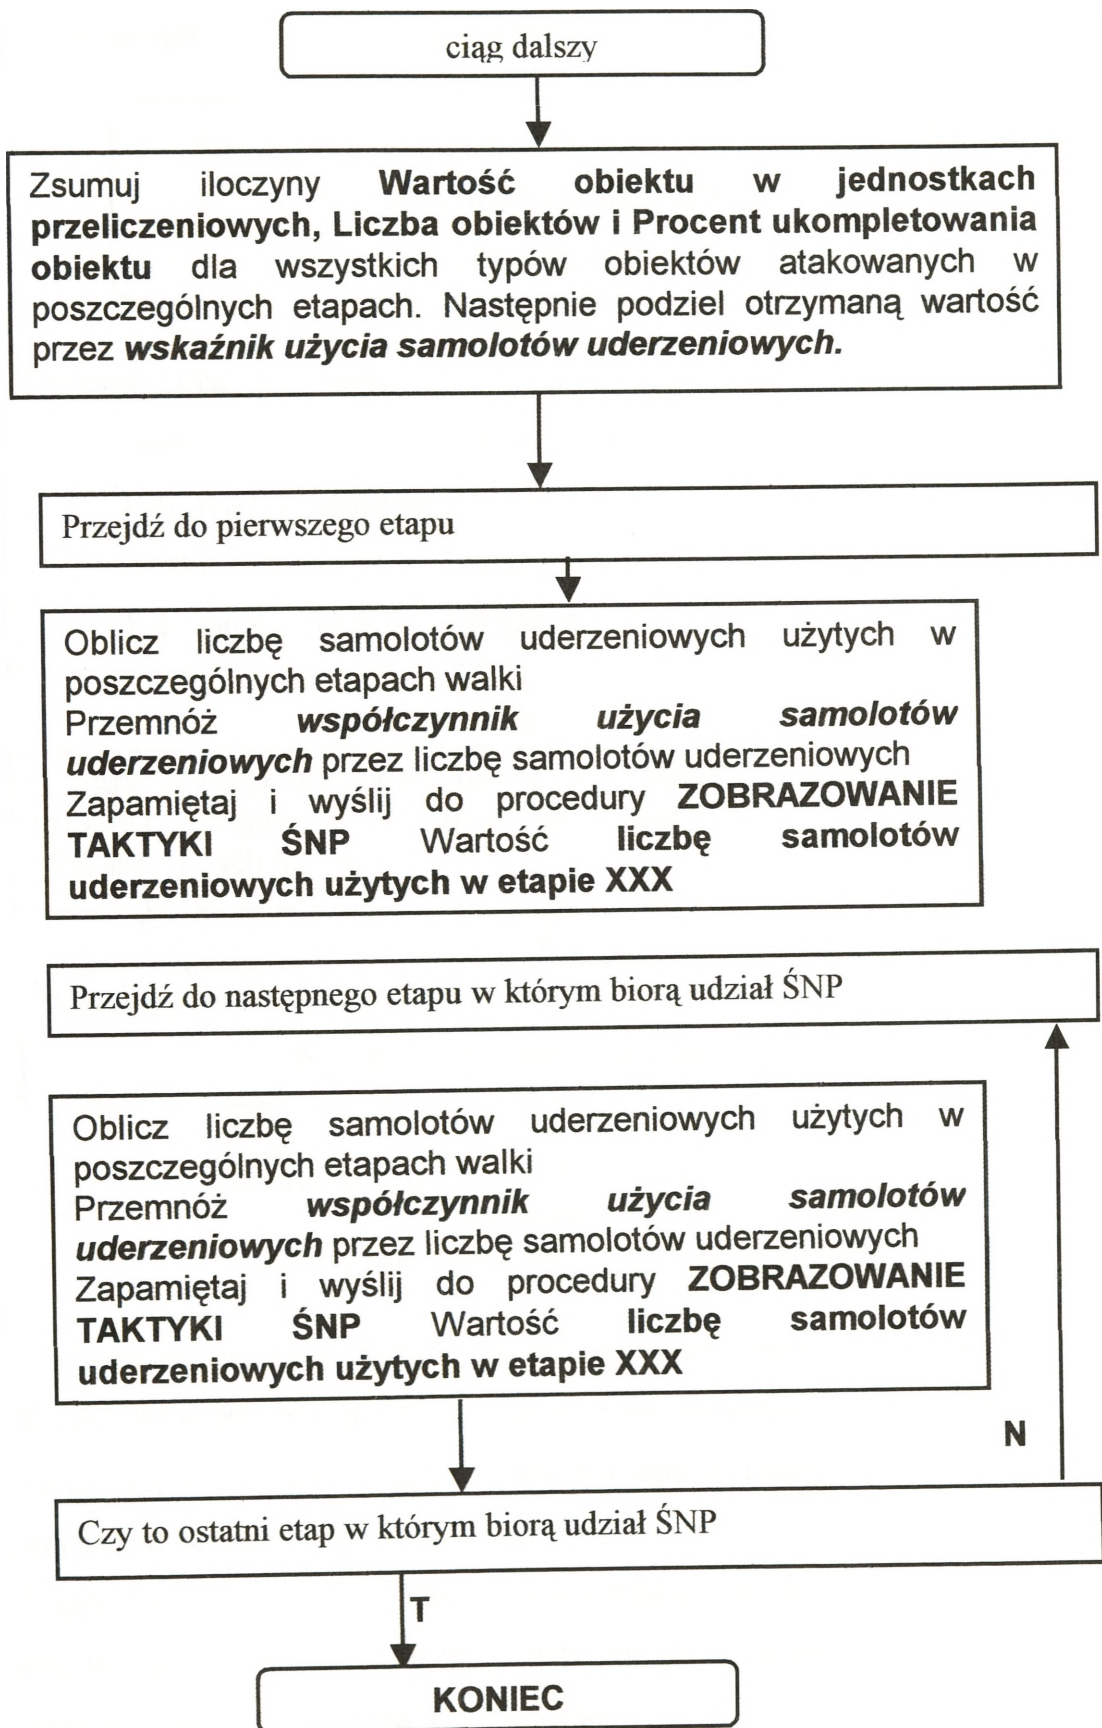 ciąg dalszy
Zsumuj iloczyny Wartość obiektu w jednostkach
przeliczeniowych, Liczba obiektów i Procent ukompletowania
obiektu dla wszystkich typów obiektów atakowanych w
poszczególnych etapach. Następnie podziel otrzymaną wartość
przez wskaźnik użycia samolotów uderzeniowych.
Przejdź do pierwszego etapu
Oblicz liczbę samolotów uderzeniowych użytych w
poszczególnych etapach walki
Przemnóż współczynnik użycia samolotów
uderzeniowych przez liczbę samolotów uderzeniowych
Zapamiętaj i wyślij do procedury ZOBRAZOWANIE
TAKTYKI ŚNP Wartość liczbę samolotów
uderzeniowych użytych w etapie XXX
Przejdź do następnego etapu w którym biorą udział ŚNP
Oblicz liczbę samolotów uderzeniowych użytych w
poszczególnych etapach walki
Przemnóż współczynnik użycia samolotów
uderzeniowych przez liczbę samolotów uderzeniowych
Zapamiętaj i wyślij do procedury ZOBRAZOWANIE
TAKTYKI ŚNP Wartość liczbę samolotów
uderzeniowych użytych w etapie XXX
N
Czy to ostatni etap w którym biorą udział ŚNP
T
KONIEC